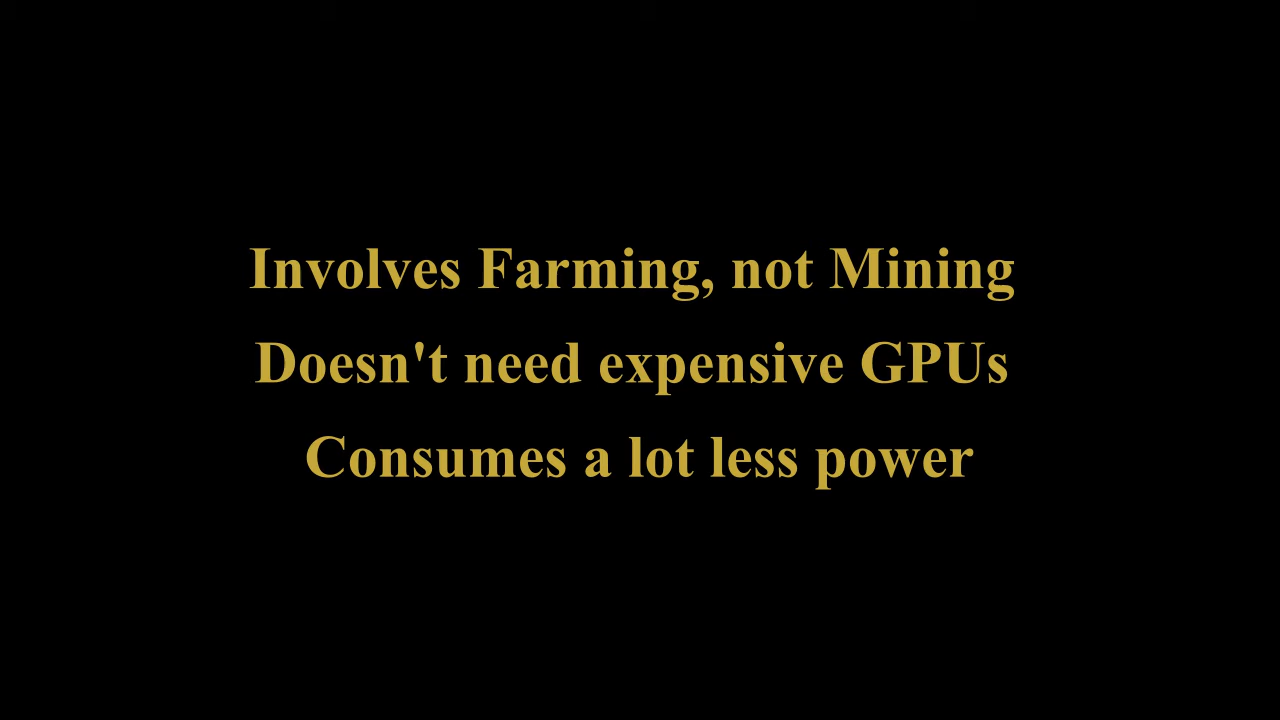 Involves Farming, not Mining
Doesn't need expensive GPUs
Consumes a lot less power